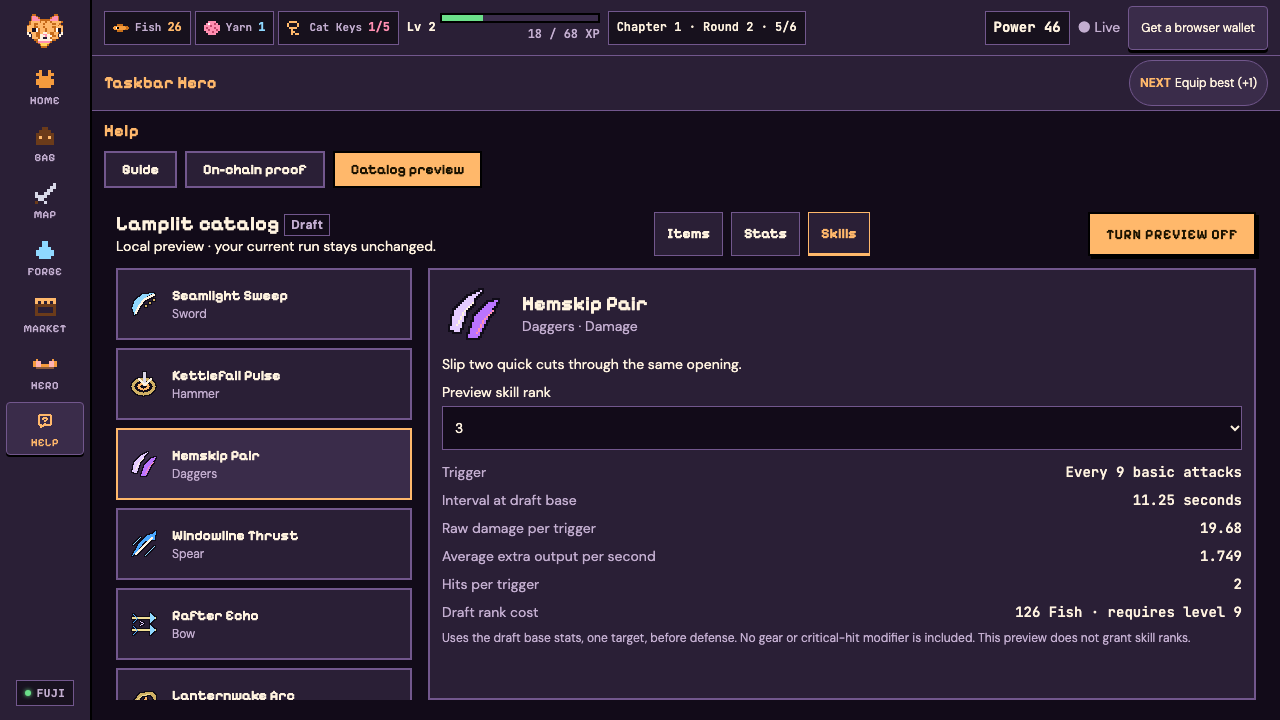 Fish 26
Yarn 1
Cat Keys 1/5
Lv 2
18 / 68 XP
Chapter 1 · Round 2 · 5/6
Power 46
Live
Get a browser wallet
HOME
BAG
MAP
FORGE
MARKET
HERO
HELP
FUJI
Taskbar Hero
NEXT Equip best (+1)
Help
Guide
On-chain proof
Catalog preview
Lamplit catalog Draft
Local preview · your current run stays unchanged.
Items
Stats
Skills
TURN PREVIEW OFF
Seamlight Sweep
Sword
Kettlefall Pulse
Hammer
Hemskip Pair
Daggers
Windowline Thrust
Spear
Rafter Echo
Bow
Lanternwake Arc
Hemskip Pair
Daggers · Damage
Slip two quick cuts through the same opening.
Preview skill rank
3
Trigger Every 9 basic attacks
Interval at draft base 11.25 seconds
Raw damage per trigger 19.68
Average extra output per second 1.749
Hits per trigger 2
Draft rank cost 126 Fish · requires level 9
Uses the draft base stats, one target, before defense. No gear or critical-hit modifier is included. This preview does not grant skill ranks.